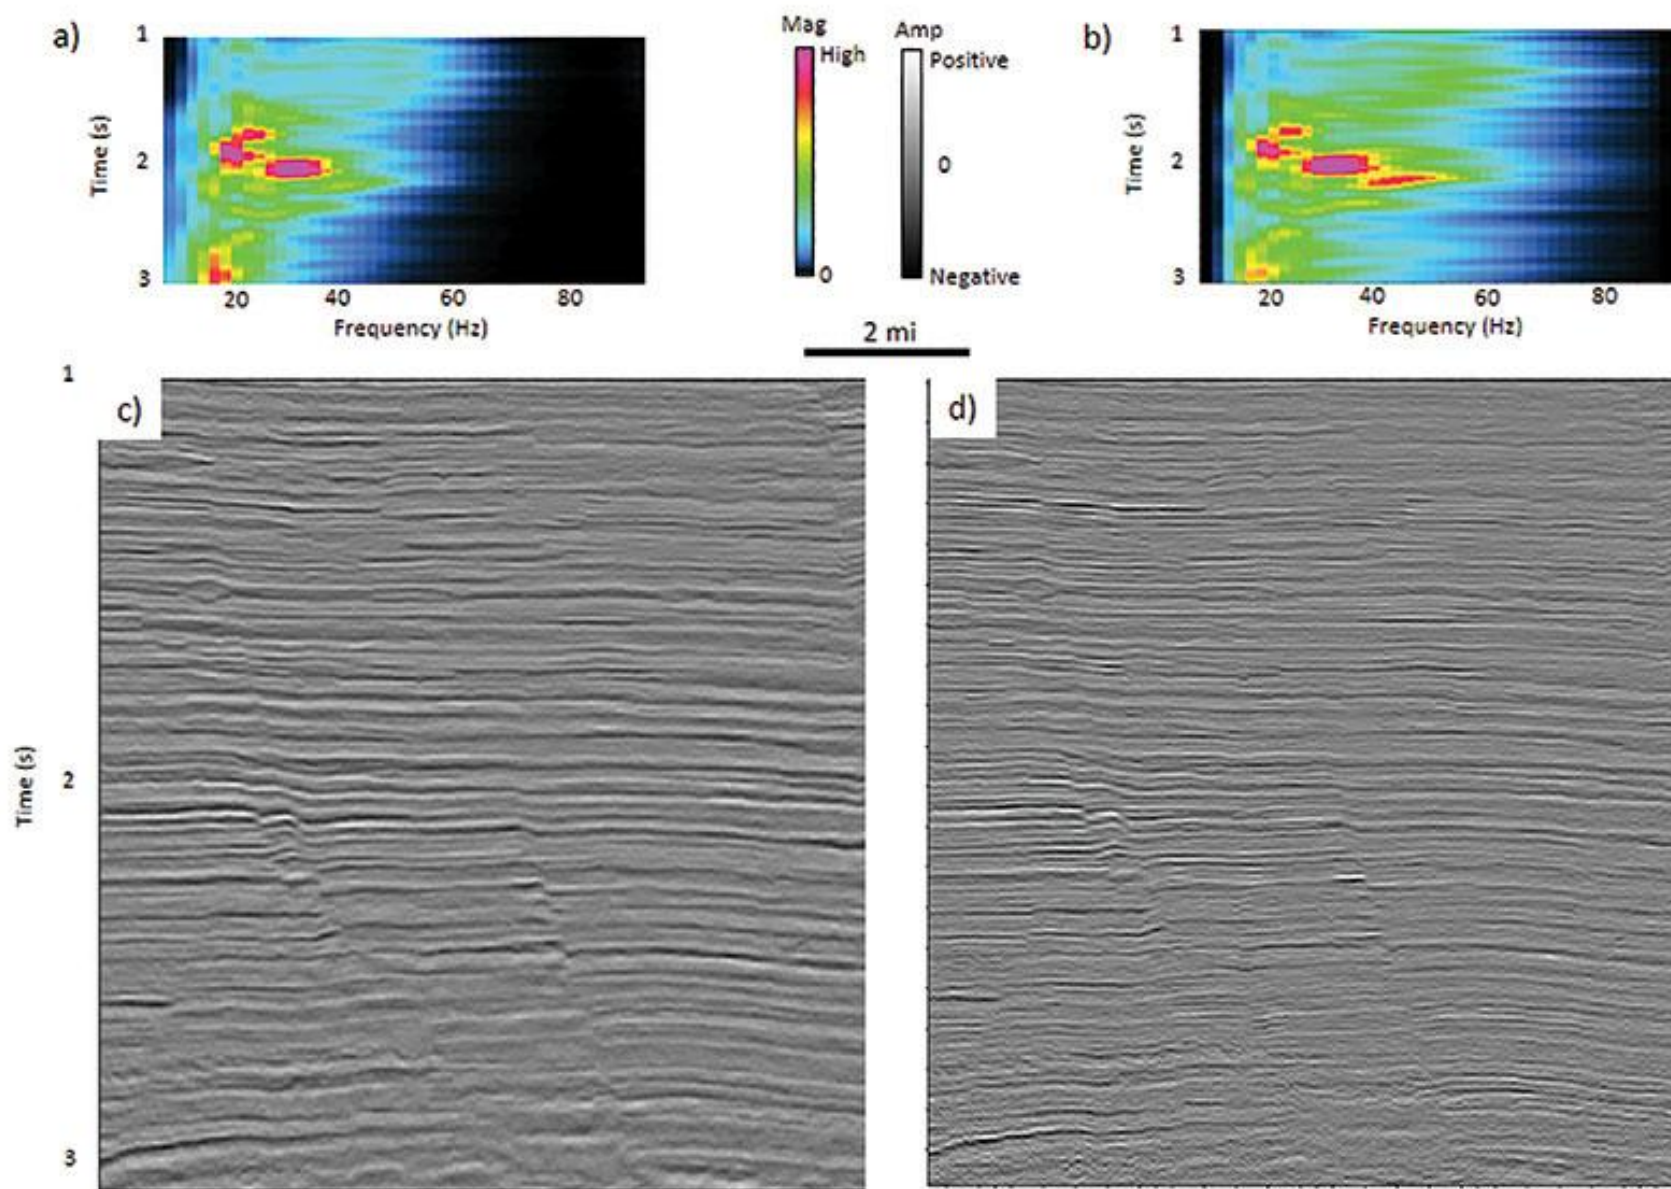 a)
Time (s)
1
2
3
20 40 60 80
Frequency (Hz)
Mag
High
0
Amp
Positive
0
Negative
b)
Time (s)
1
2
3
20 40 60 80
Frequency (Hz)
2 mi
c)
d)
Time (s)
1
2
3